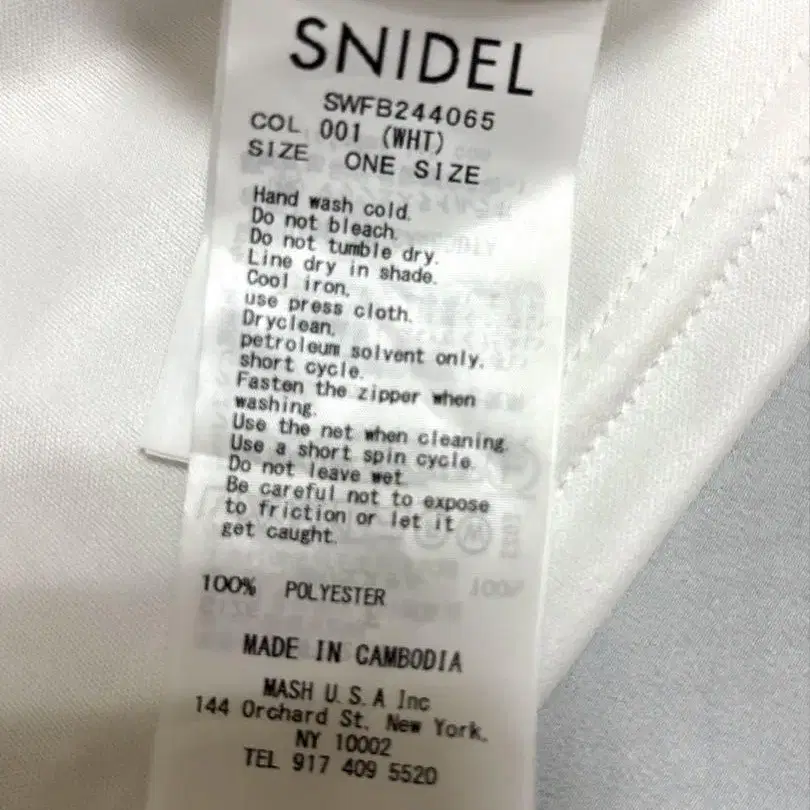 SNIDEL
SWFB244065
COL 001 (WHT)
SIZE ONE SIZE
Hand wash cold.
Do not bleach.
Do not tumble dry.
Line dry in shade.
Cool iron,
use press cloth.
Dryclean,
petroleum solvent only,
short cycle.
Fasten the zipper when
washing.
Use the net when cleaning.
Use a short spin cycle.
Do not leave wet.
Be careful not to expose
to friction or let it
get caught.
100% POLYESTER
MADE IN CAMBODIA
MASH U.S.A Inc
144 Orchard St. New York.
NY 10002
TEL 917 409 5520